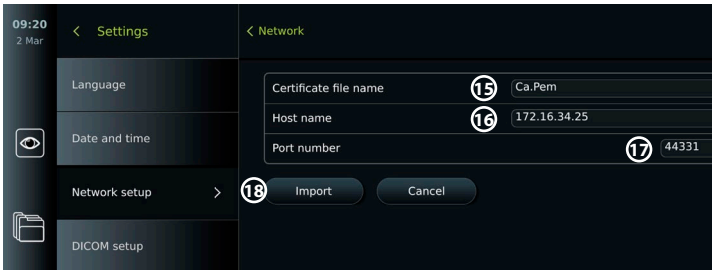 09:20
2 Mar
< Settings
< Network
Language
Date and time
Network setup >
DICOM setup
Certificate file name 15 Ca.Pem
Host name 16 172.16.34.25
Port number 17 44331
18 Import Cancel